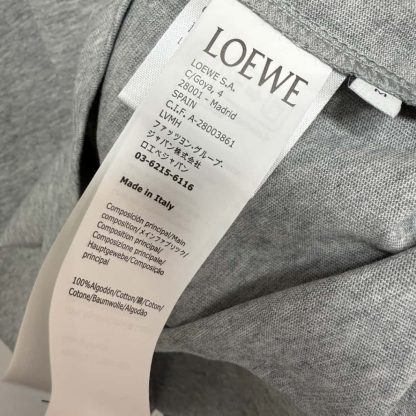 LOEWE
LOEWE S.A.
C/Goya, 4
28001 - Madrid
SPAIN
C.I.F. A-28003861
LVMH
ファッション・グループ・
ジャパン株式会社
ロエベジャパン
03-6215-6116
Made in Italy
Composición principal/Main
composition/メインファブリック/
Composition principal/
Composizione principale/
Hauptgewebe/Composição
principal
100%Algodón/Cotton/綿/Coton/
Cotone/Baumwolle/Algodão
M